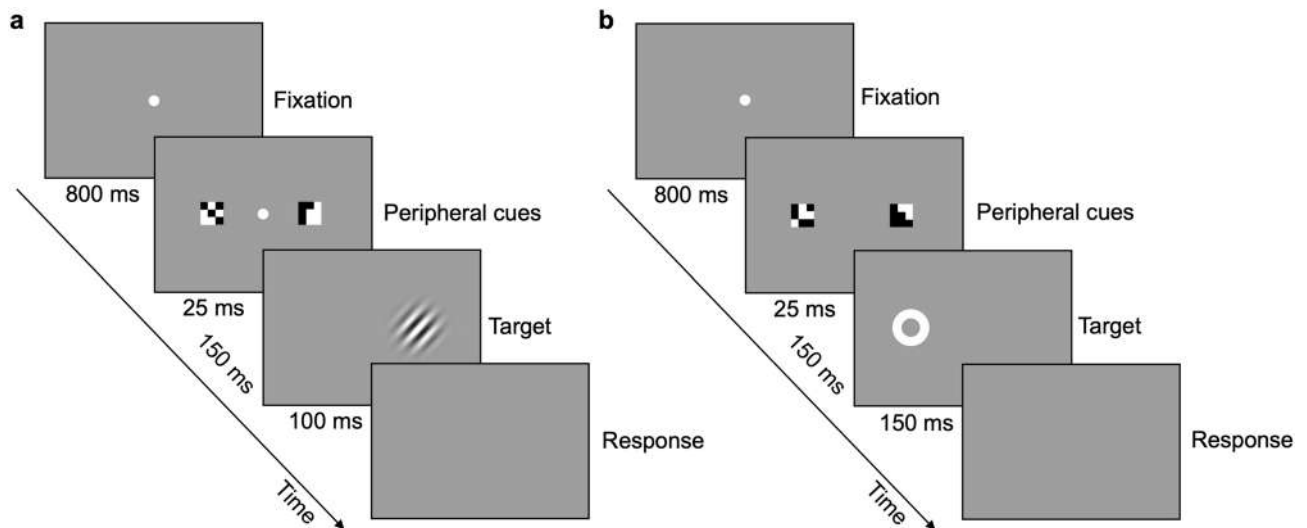 a
Fixation
800 ms
Peripheral cues
25 ms
Target
150 ms
100 ms
Response
Time
b
Fixation
800 ms
Peripheral cues
25 ms
Target
150 ms
150 ms
Response
Time